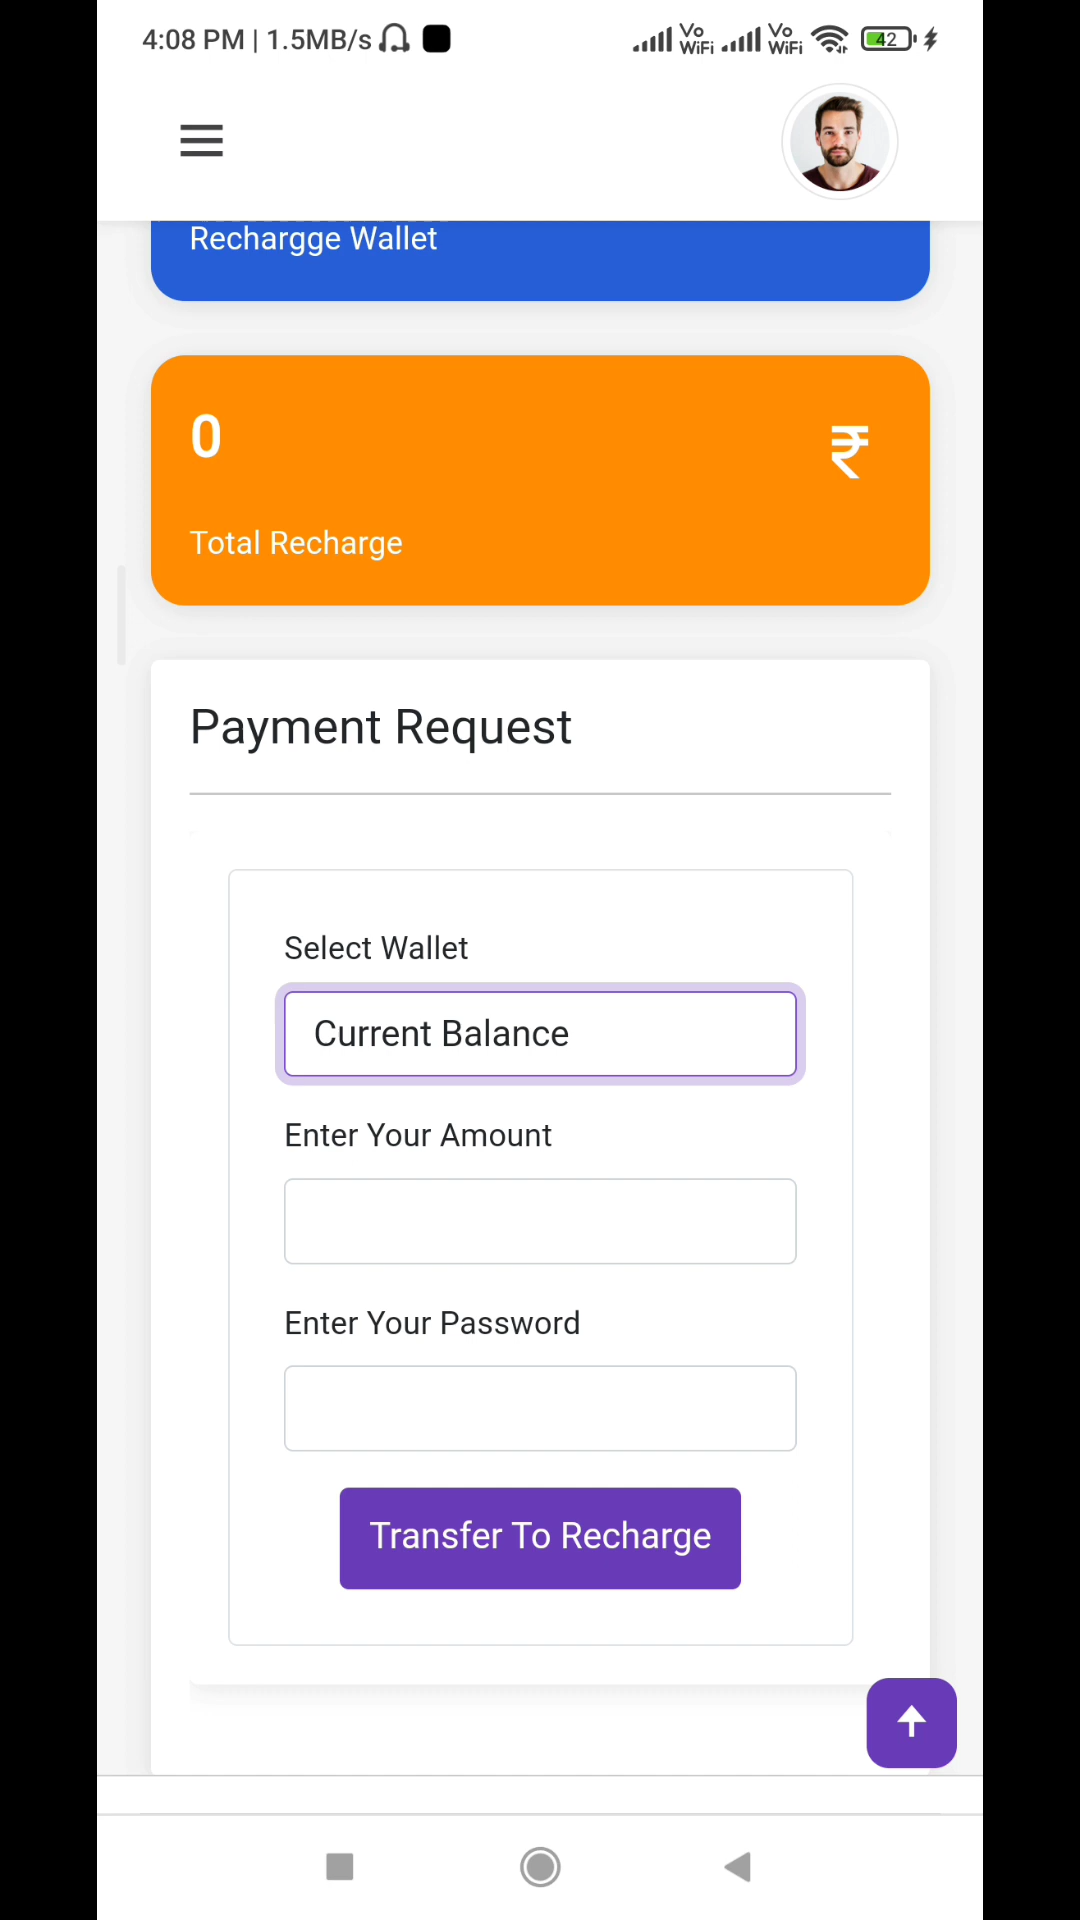 4:08 PM | 1.5MB/s
Vo WiFi Vo WiFi 42
Rechargge Wallet
0
₹
Total Recharge
Payment Request
Select Wallet
Current Balance
Enter Your Amount
Enter Your Password
Transfer To Recharge